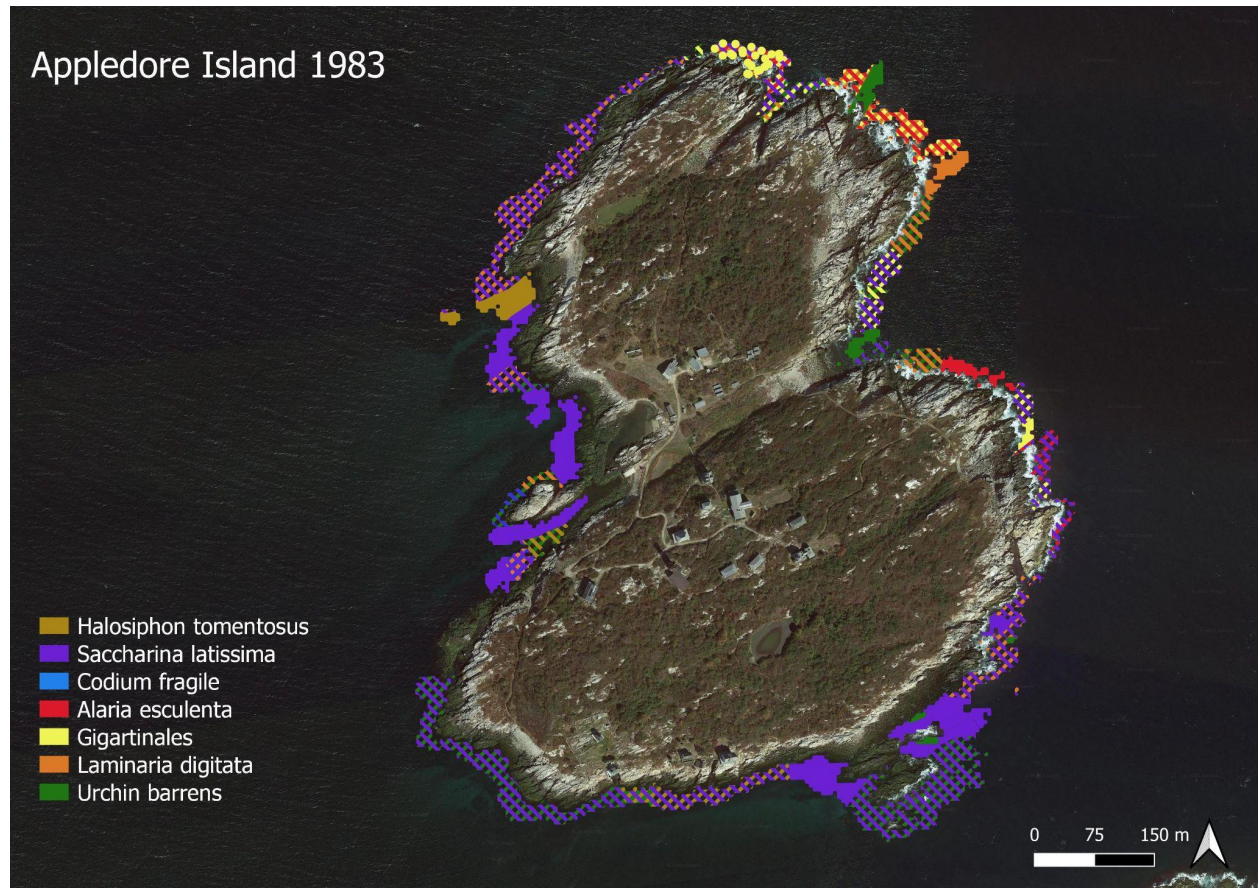 Appledore Island 1983
Halosiphon tomentosus
Saccharina latissima
Codium fragile
Alaria esculenta
Gigartinales
Laminaria digitata
Urchin barrens
0 75 150 m